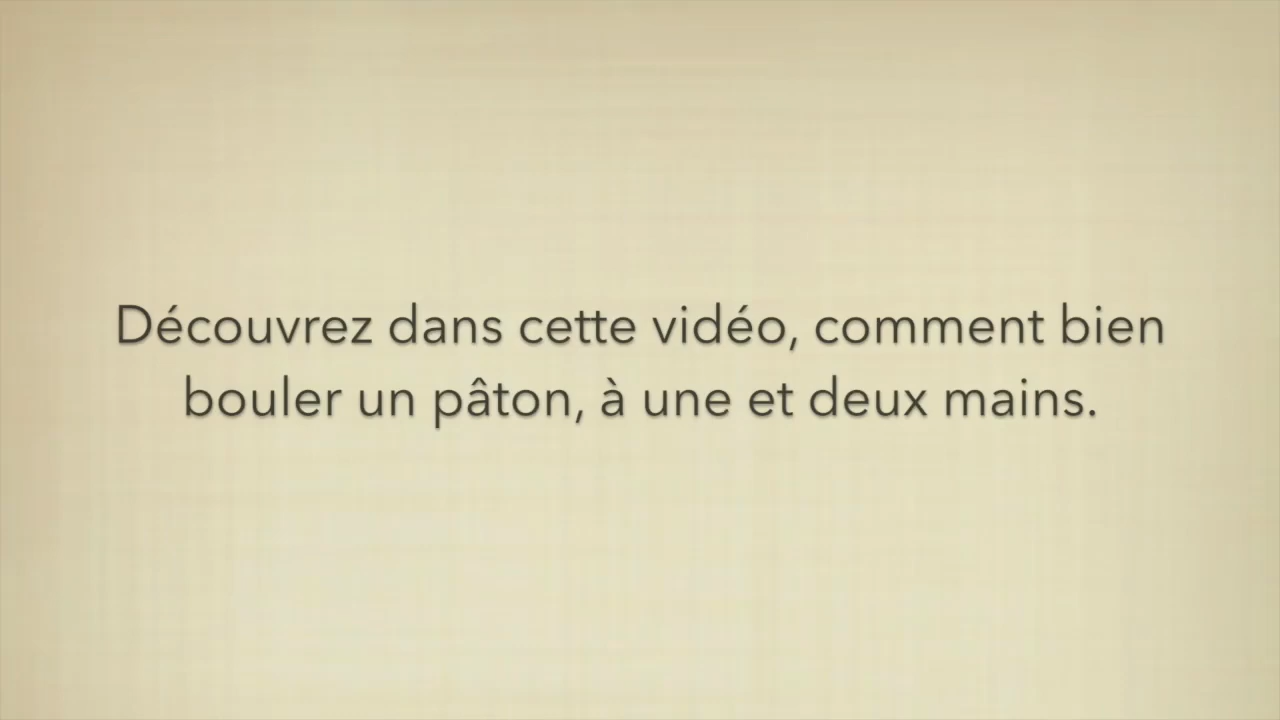 Découvrez dans cette vidéo, comment bien
bouler un pâton, à une et deux mains.